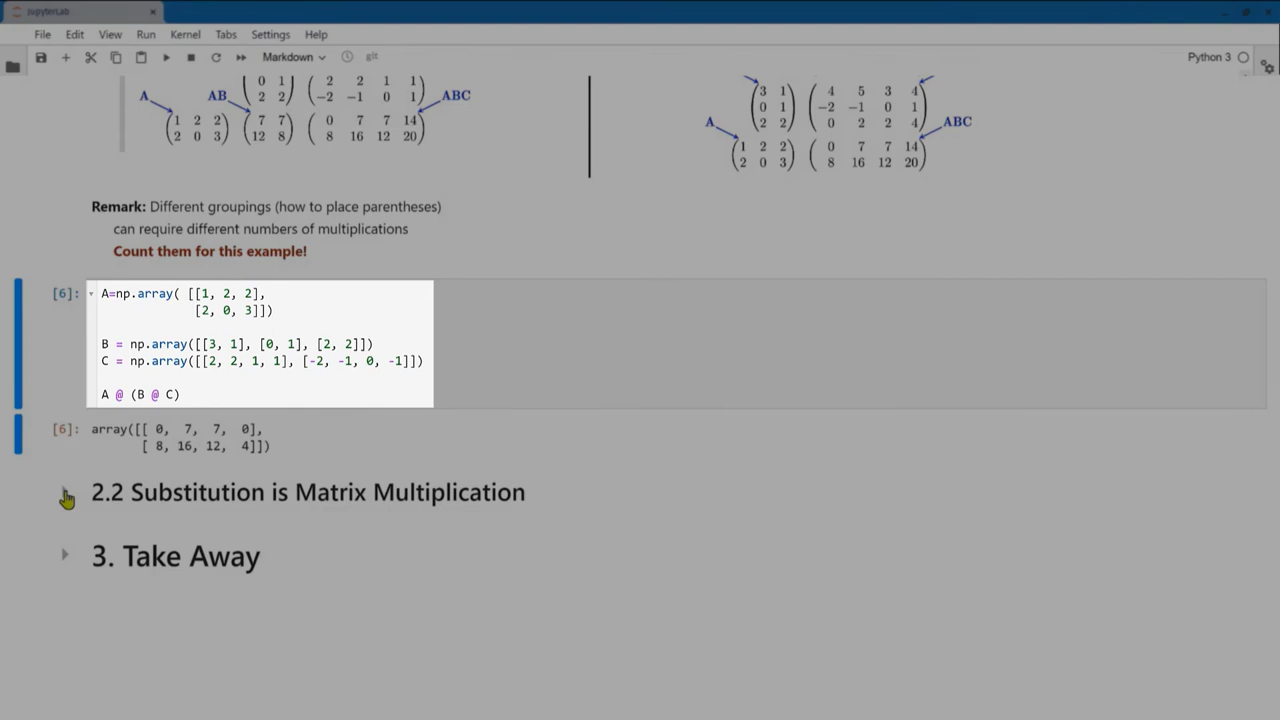 JupyterLab ×
File Edit View Run Kernel Tabs Settings Help
Markdown git Python 3
0 1 2 2 1 1
A AB 2 2 -2 -1 0 1 ABC
1 2 2 7 7 0 7 7 14
2 0 3 12 8 8 16 12 20
3 1 4 5 3 4
0 1 -2 -1 0 1
A 2 2 0 2 2 4 ABC
1 2 2 0 7 7 14
2 0 3 8 16 12 20
Remark: Different groupings (how to place parentheses)
can require different numbers of multiplications
Count them for this example!
[6]: A=np.array( [[1, 2, 2],
[2, 0, 3]])
B = np.array([[3, 1], [0, 1], [2, 2]])
C = np.array([[2, 2, 1, 1], [-2, -1, 0, -1]])
A @ (B @ C)
[6]: array([[ 0, 7, 7, 0],
[ 8, 16, 12, 4]])
2.2 Substitution is Matrix Multiplication
3. Take Away